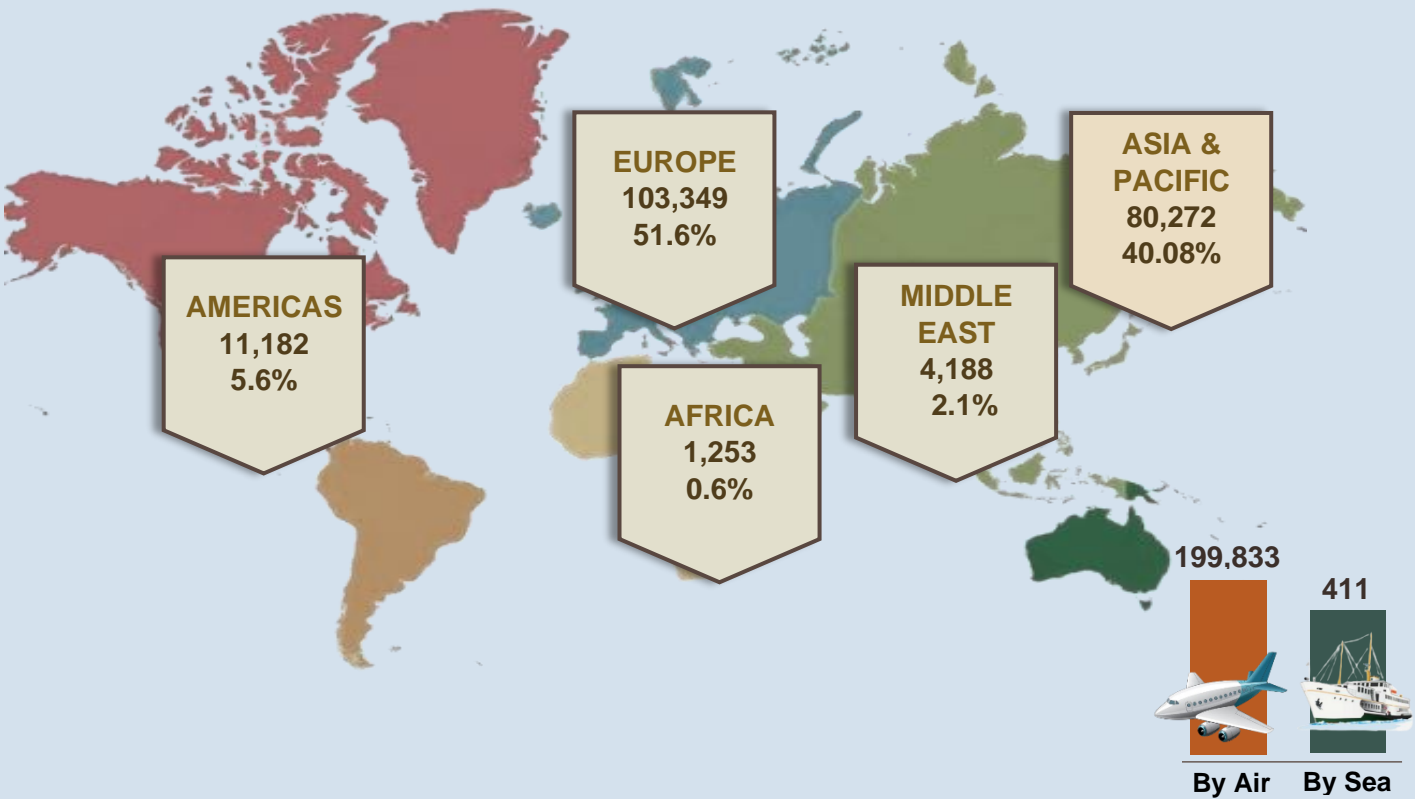 EUROPE
103,349
51.6%
ASIA &
PACIFIC
80,272
40.08%
AMERICAS
11,182
5.6%
MIDDLE
EAST
4,188
2.1%
AFRICA
1,253
0.6%
199,833
411
By Air
By Sea